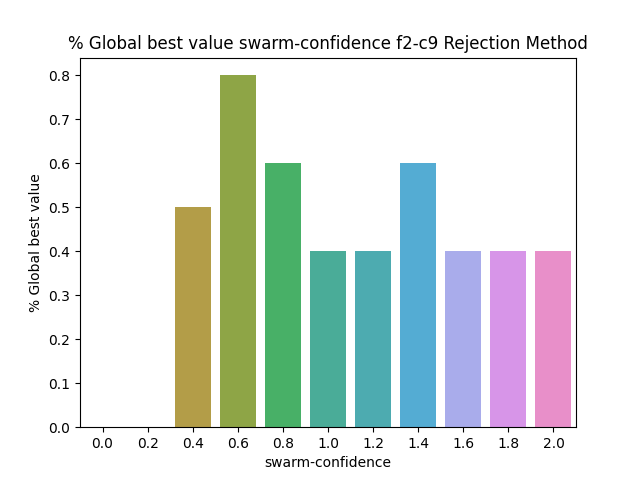 % Global best value swarm-confidence f2-c9 Rejection Method
% Global best value
0.8
0.7
0.6
0.5
0.4
0.3
0.2
0.1
0.0
0.0 0.2 0.4 0.6 0.8 1.0 1.2 1.4 1.6 1.8 2.0
swarm-confidence